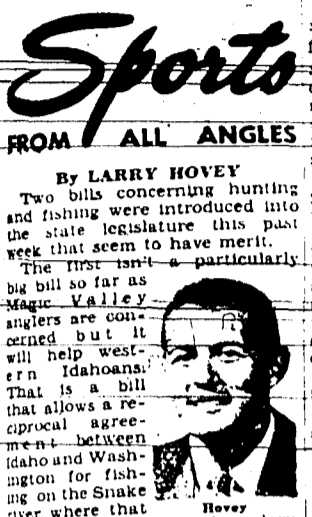 Sports
FROM ALL ANGLES
By LARRY HOVEY
Two bills concerning hunting
and fishing were introduced into
the state legislature this past
week that seem to have merit.
The first isn't a particularly
big bill so far as
Magic Valley
anglers are con-
cerned but it
will help west-
ern Idahoans.
That is a bill
that allows a re-
ciprocal agree-
ment between
Idaho and Wash-
ington for fish-
ing on the Snake
river where that
Hovey